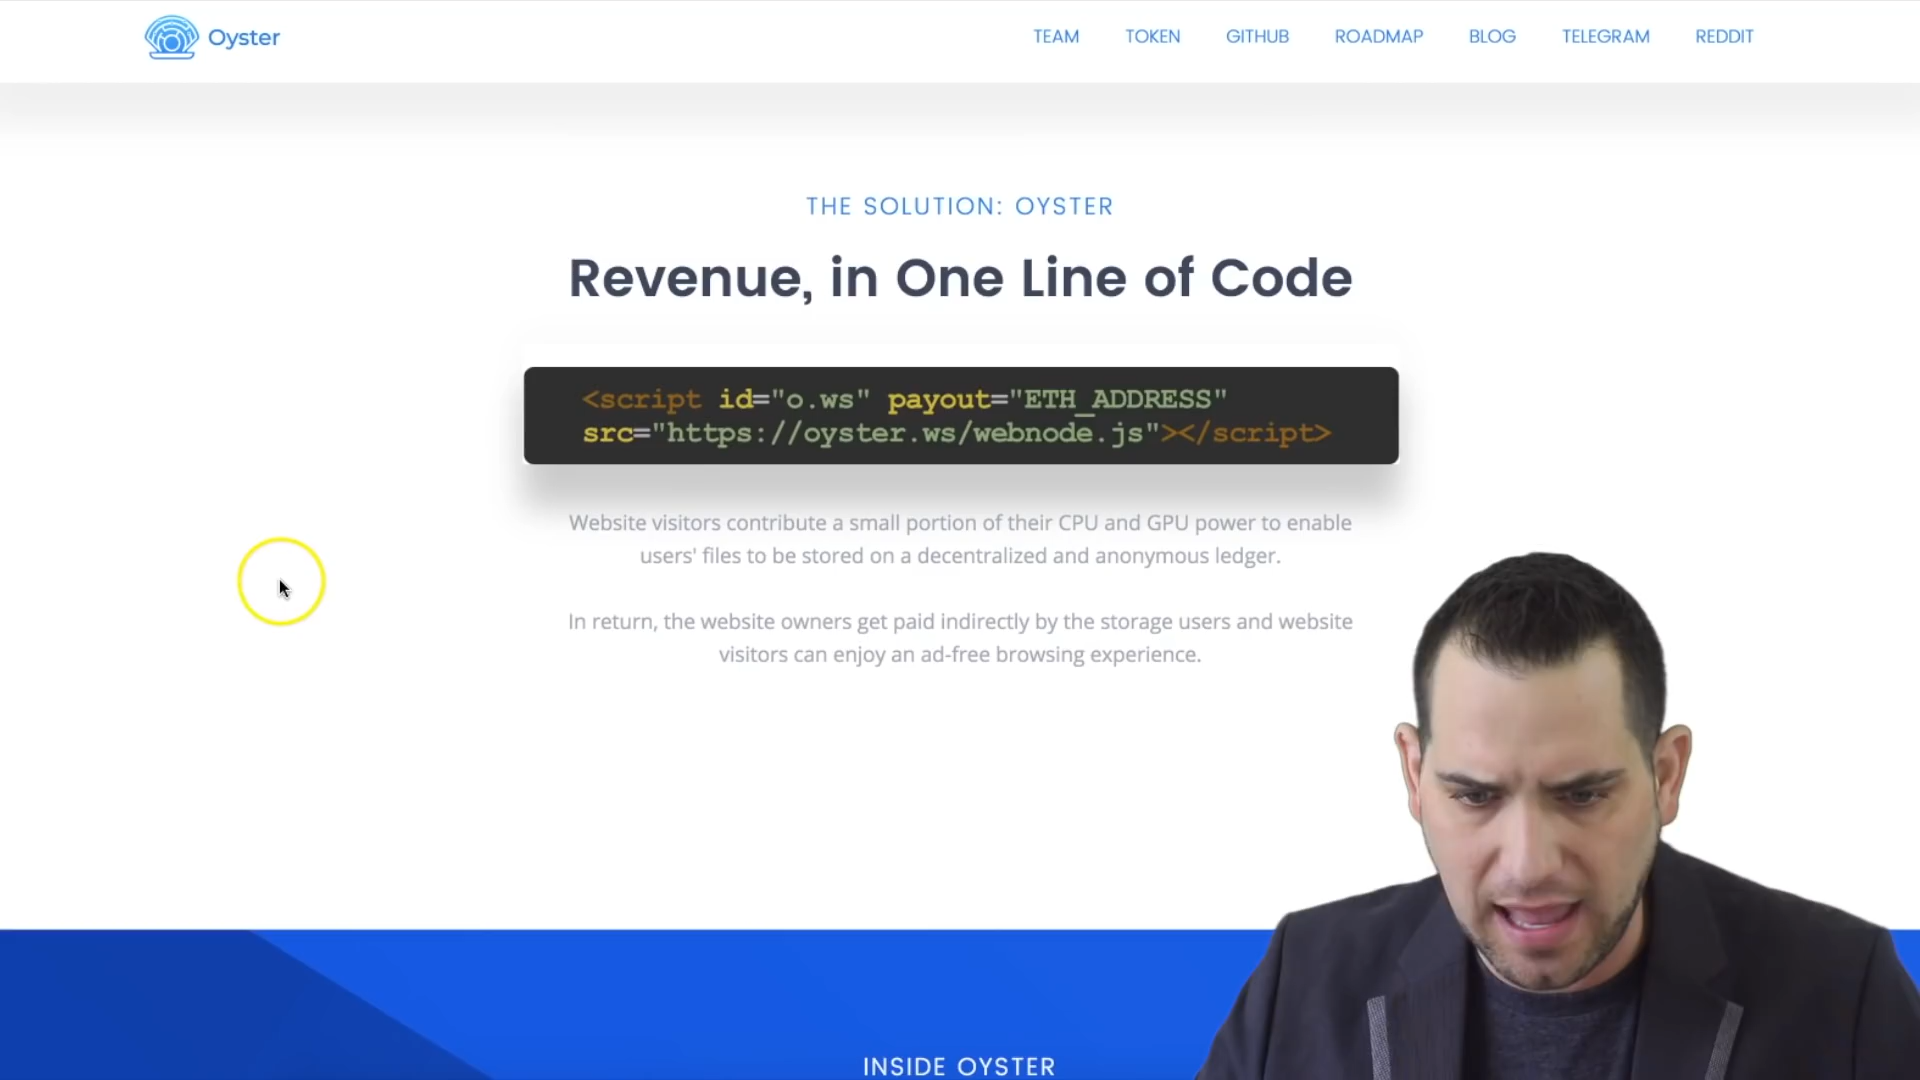 Oyster
TEAM
TOKEN
GITHUB
ROADMAP
BLOG
TELEGRAM
REDDIT
THE SOLUTION: OYSTER
Revenue, in One Line of Code
<script id="o.ws" payout="ETH_ADDRESS"
src="https://oyster.ws/webnode.js"></script>
Website visitors contribute a small portion of their CPU and GPU power to enable
users' files to be stored on a decentralized and anonymous ledger.
In return, the website owners get paid indirectly by the storage users and website
visitors can enjoy an ad-free browsing experience.
INSIDE OYSTER